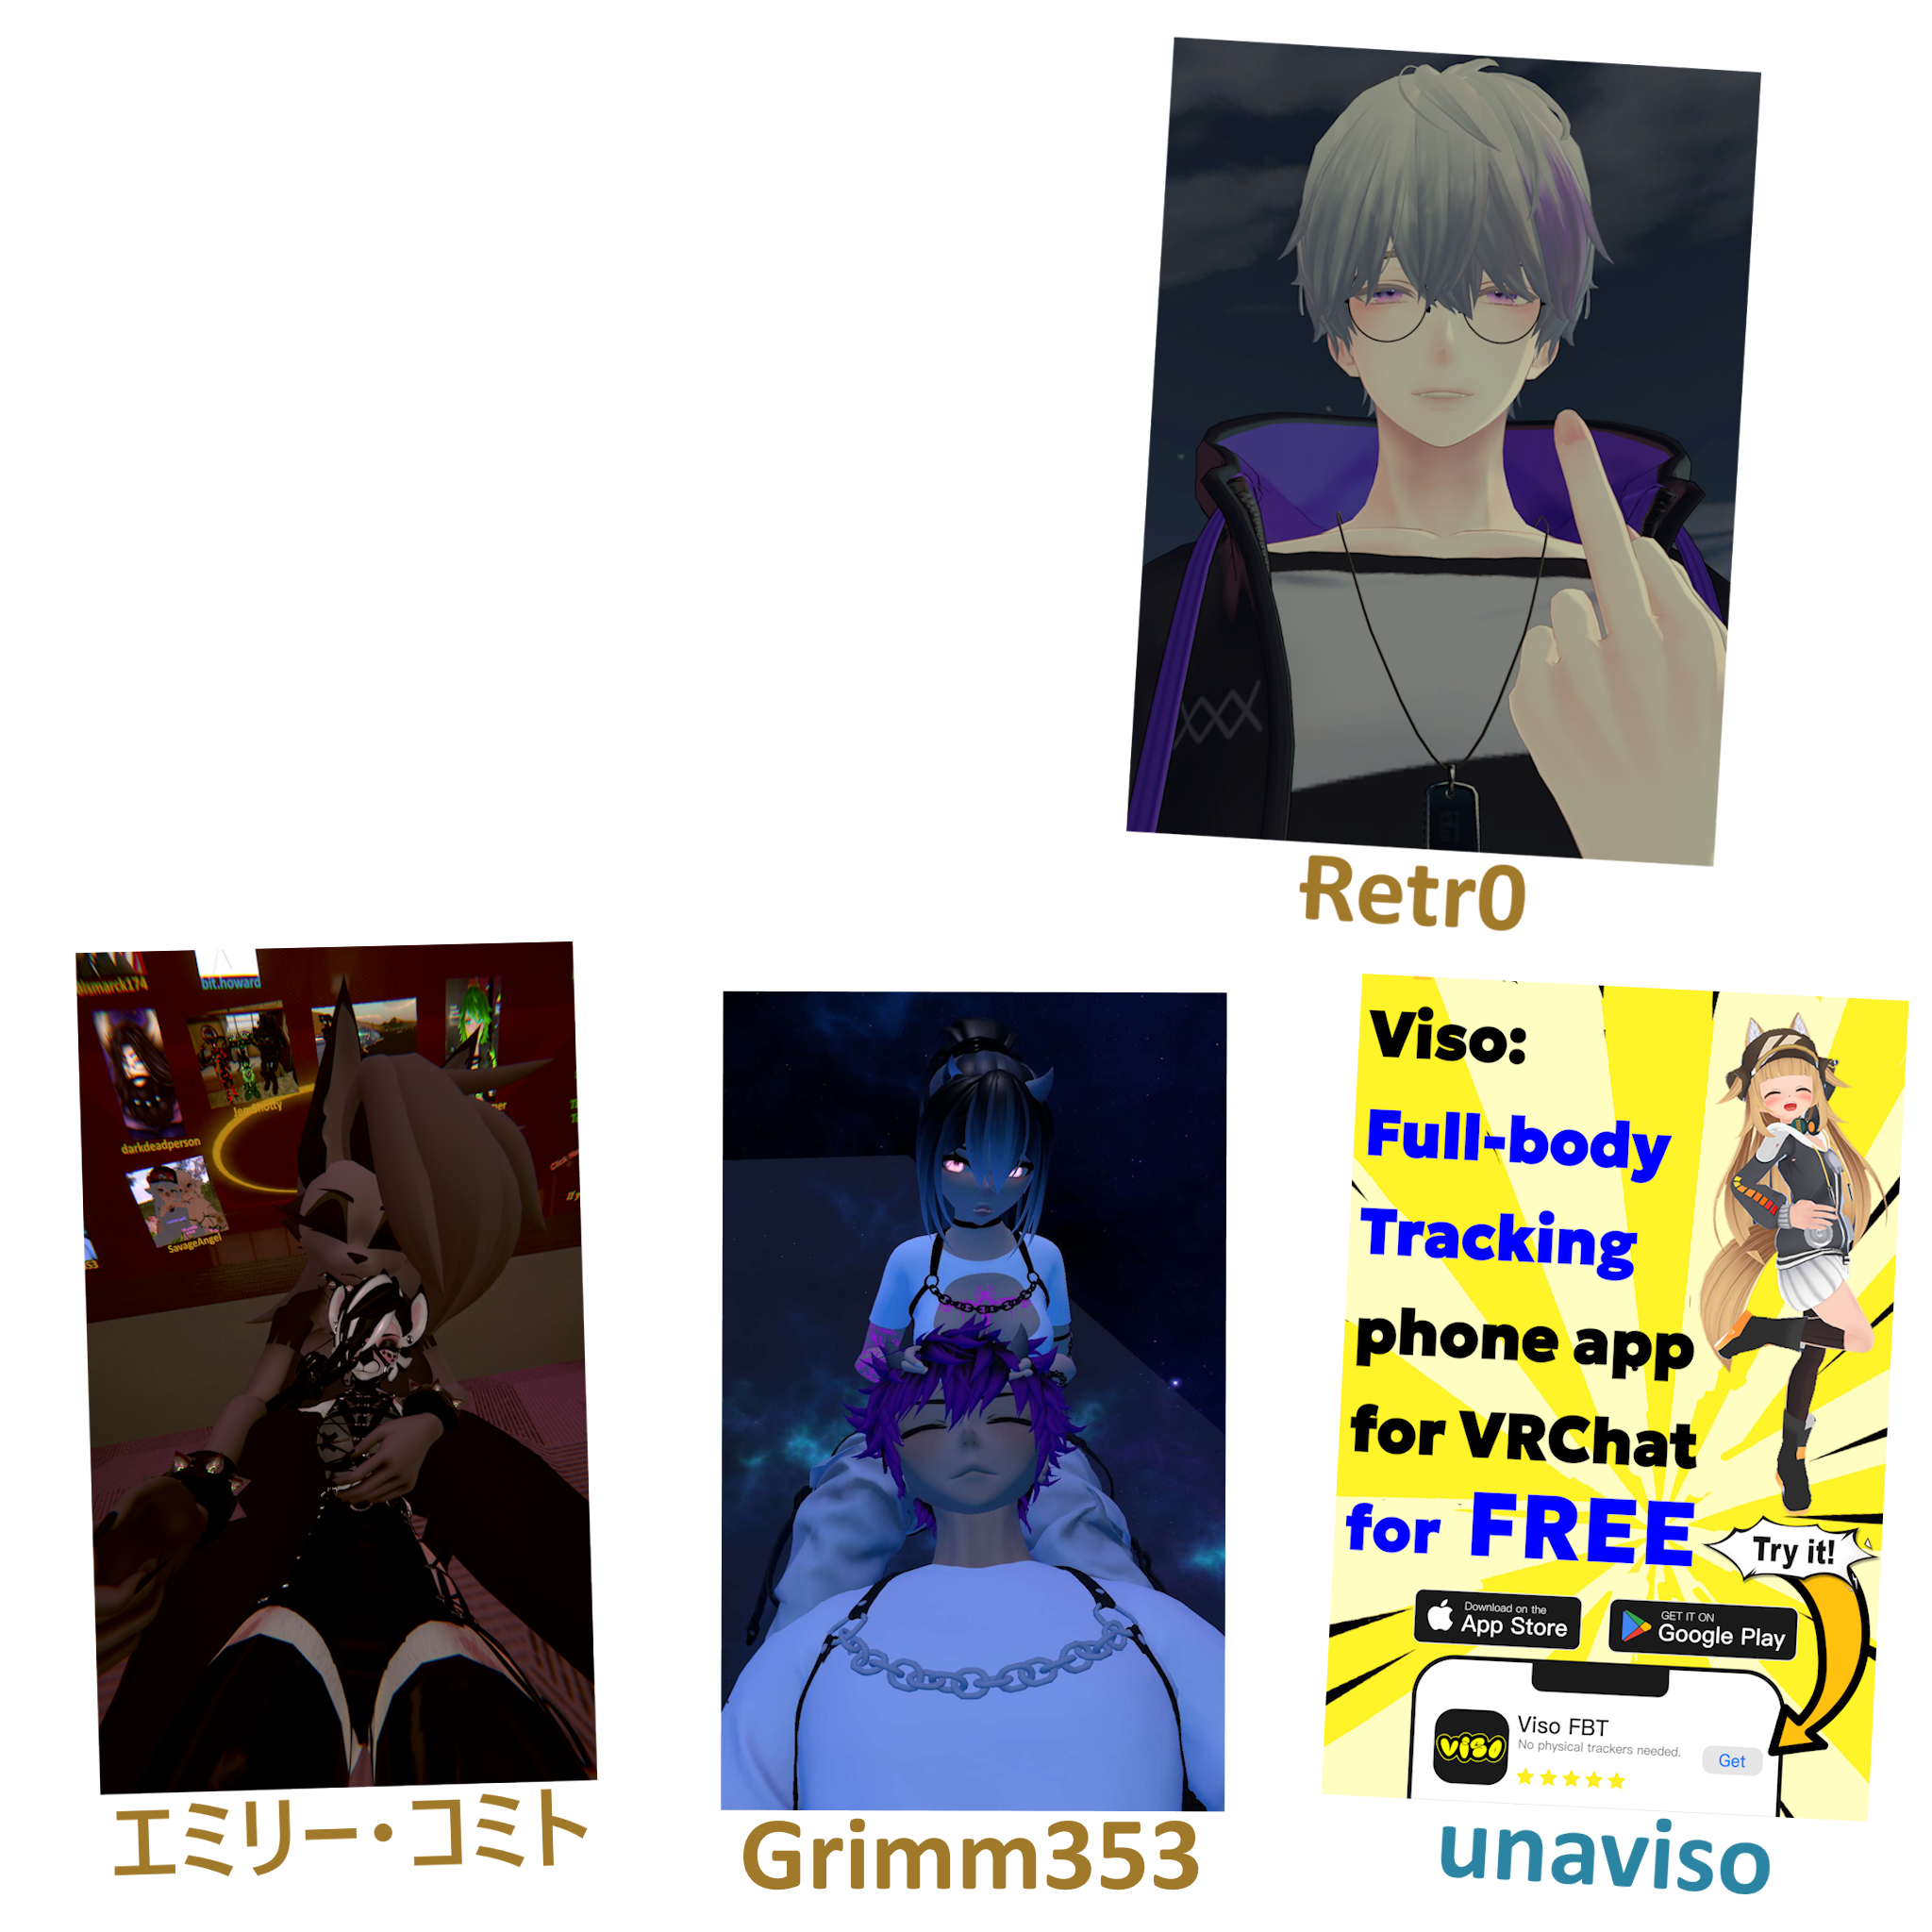 Retr0
bit.howard
darkdeadperson
SavageAngel
エミリー・コミト
Grimm353
Viso:
Full-body
Tracking
phone app
for VRChat
for FREE
Try it!
Download on the
App Store
GET IT ON
Google Play
viso
Viso FBT
No physical trackers needed.
Get
unaviso